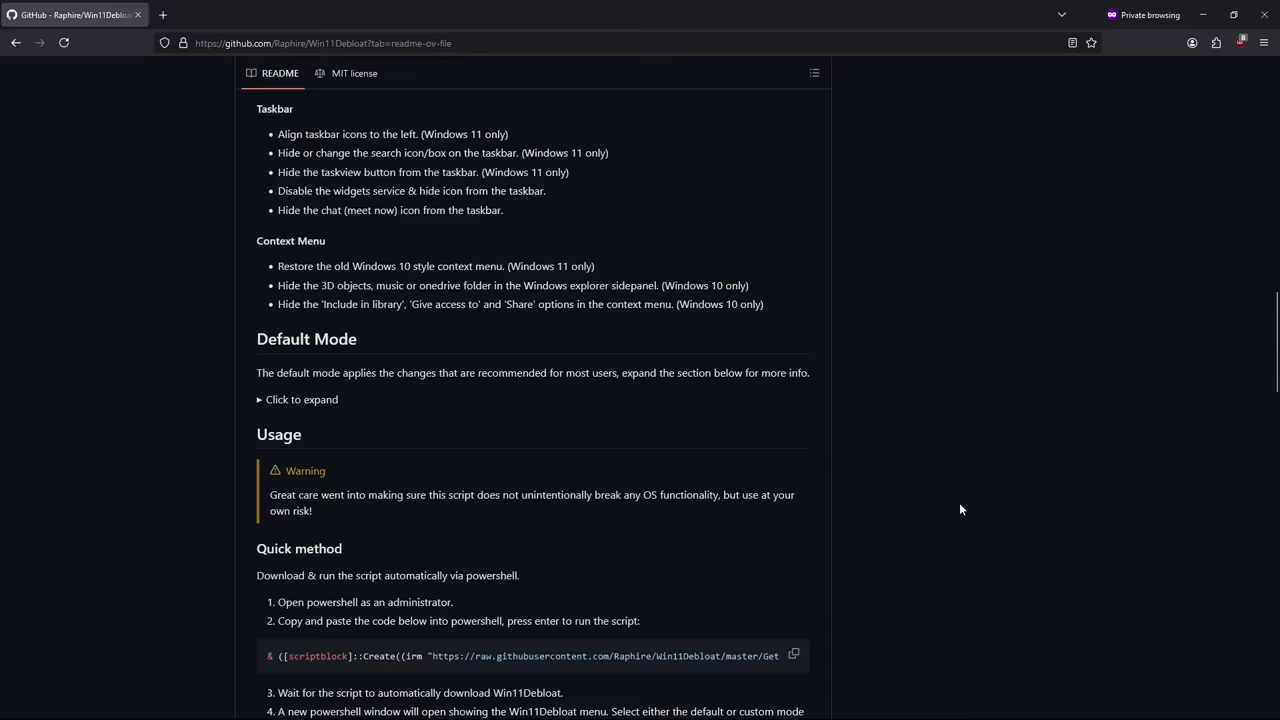 GitHub - Raphire/Win11Debloa
Private browsing
https://github.com/Raphire/Win11Debloat?tab=readme-ov-file
8
README
MIT license
Taskbar
Align taskbar icons to the left. (Windows 11 only)
Hide or change the search icon/box on the taskbar. (Windows 11 only)
Hide the taskview button from the taskbar. (Windows 11 only)
Disable the widgets service & hide icon from the taskbar.
Hide the chat (meet now) icon from the taskbar.
Context Menu
Restore the old Windows 10 style context menu. (Windows 11 only)
Hide the 3D objects, music or onedrive folder in the Windows explorer sidepanel. (Windows 10 only)
Hide the 'Include in library', 'Give access to' and 'Share' options in the context menu. (Windows 10 only)
Default Mode
The default mode applies the changes that are recommended for most users, expand the section below for more info.
Click to expand
Usage
Warning
Great care went into making sure this script does not unintentionally break any OS functionality, but use at your
own risk!
Quick method
Download & run the script automatically via powershell.
1. Open powershell as an administrator.
2. Copy and paste the code below into powershell, press enter to run the script:
& ([scriptblock]::Create((irm "https://raw.githubusercontent.com/Raphire/Win11Debloat/master/Get
3. Wait for the script to automatically download Win11Debloat.
4. A new powershell window will open showing the Win11Debloat menu. Select either the default or custom mode